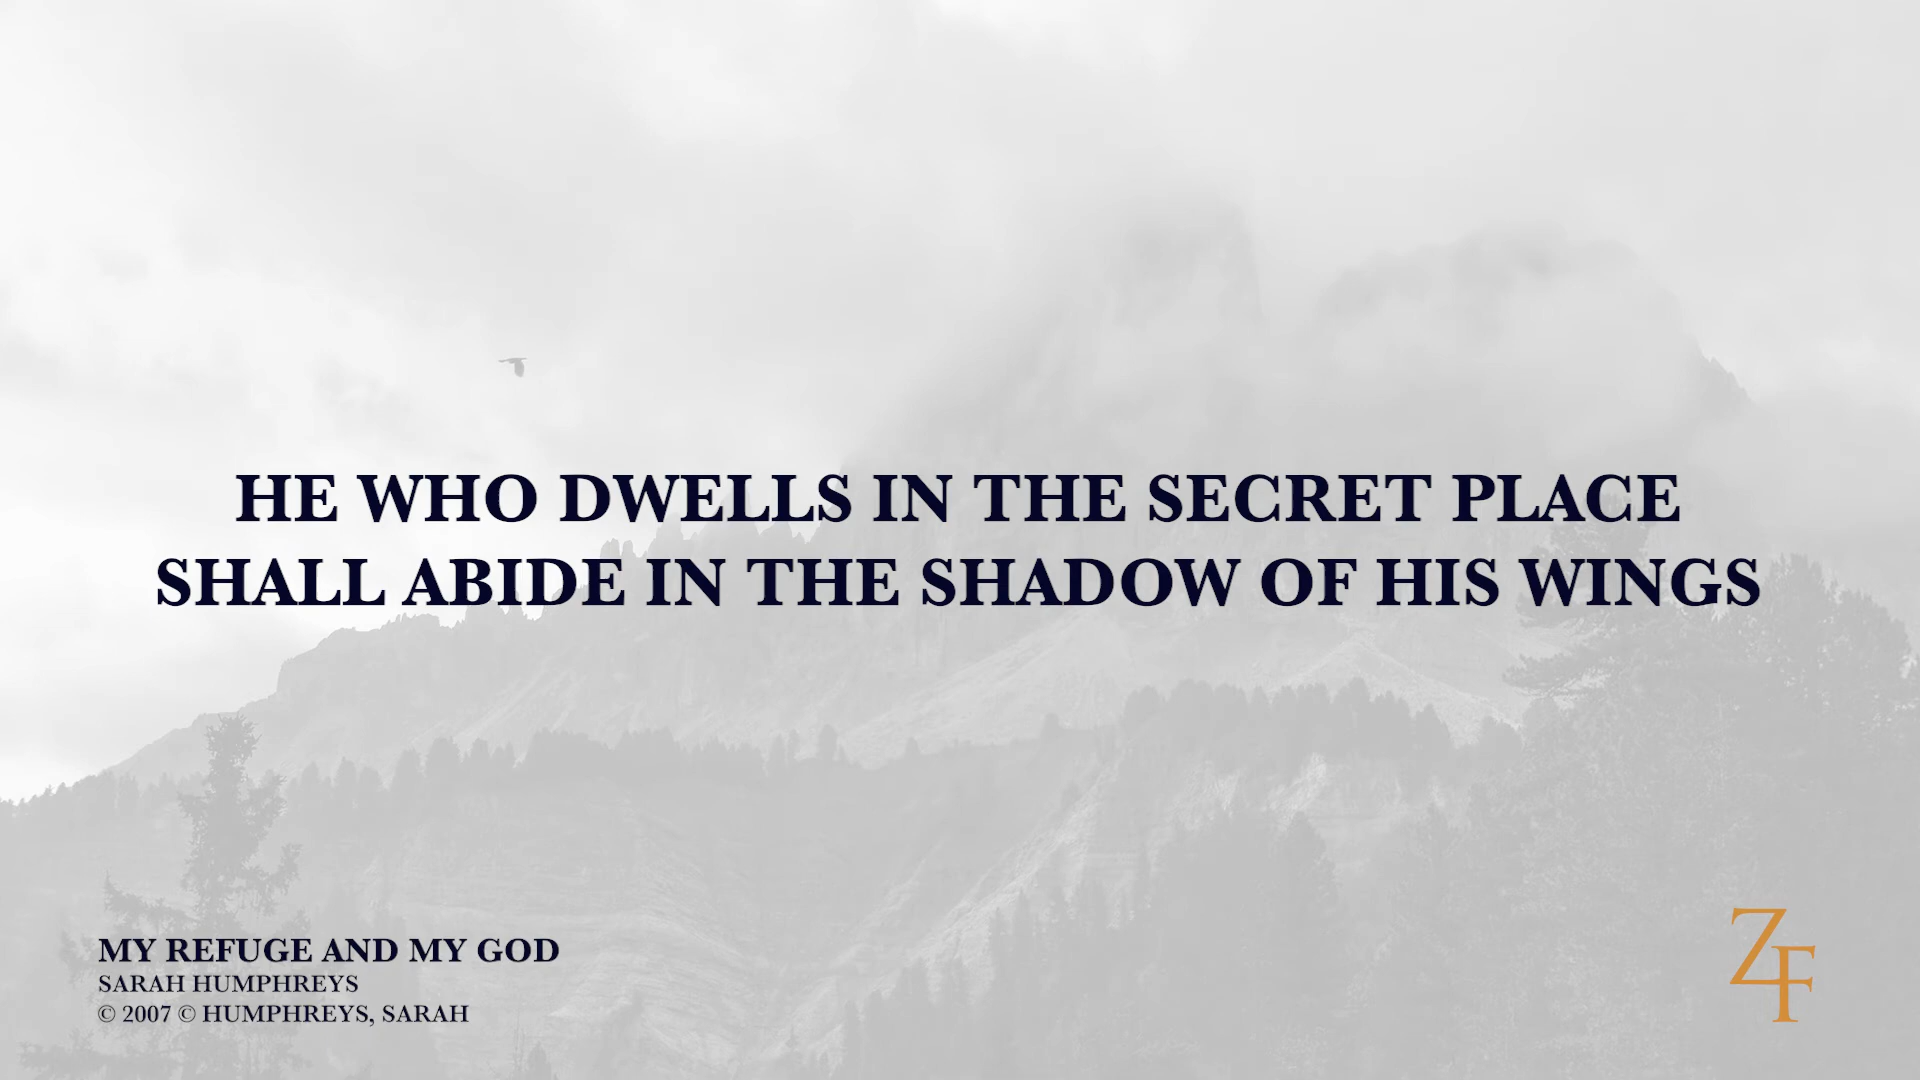 HE WHO DWELLS IN THE SECRET PLACE
SHALL ABIDE IN THE SHADOW OF HIS WINGS
MY REFUGE AND MY GOD
SARAH HUMPHREYS
© 2007 © HUMPHREYS, SARAH
ZF